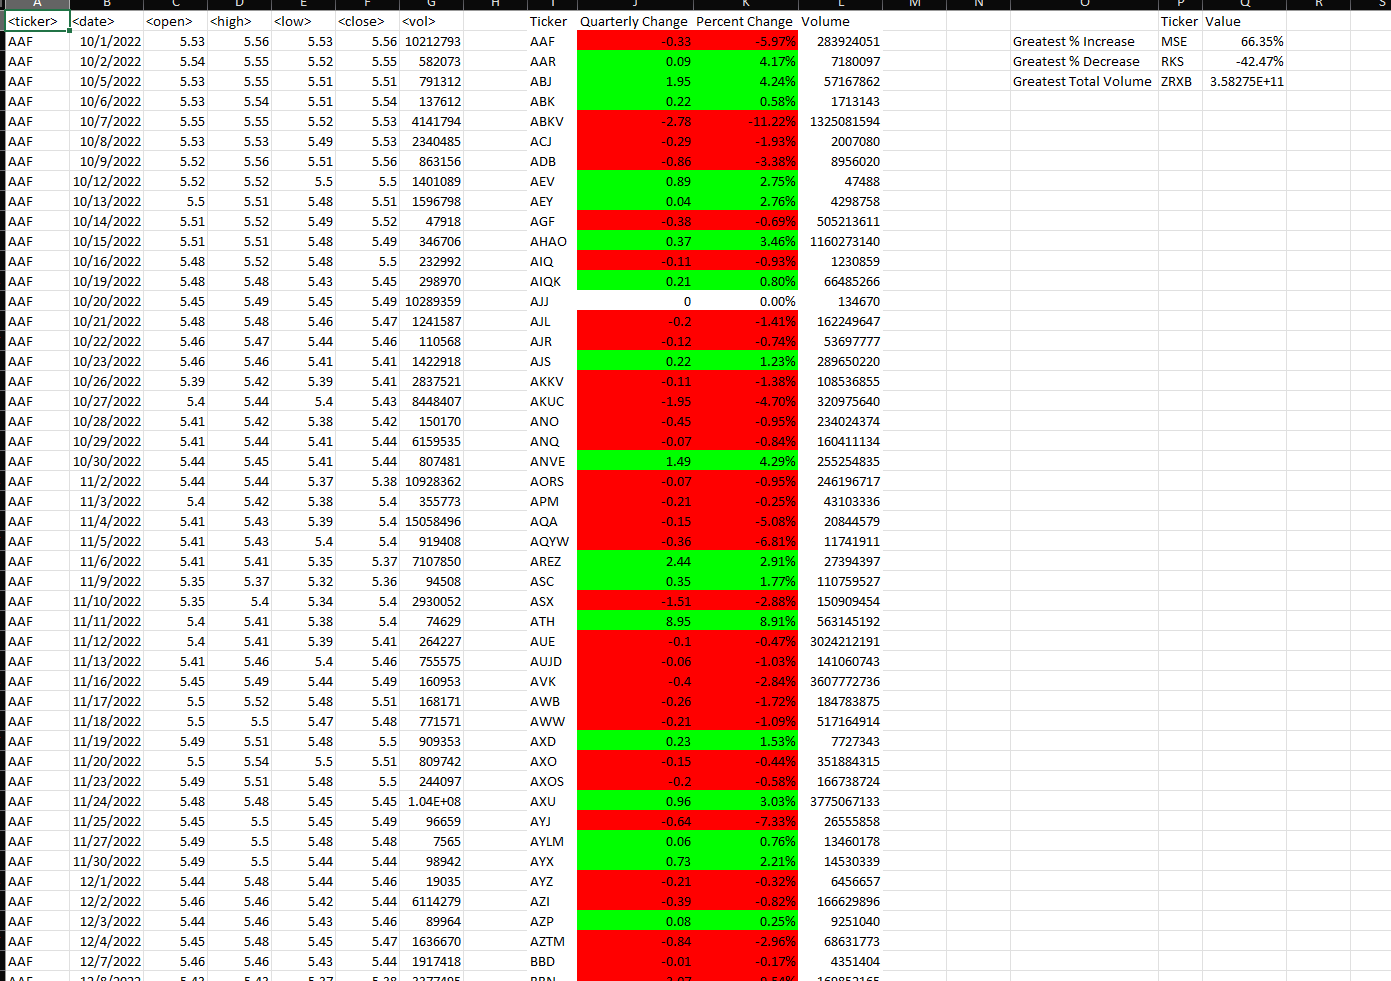 A B C D E F G H I J K L M N O P Q R S
<ticker> <date> <open> <high> <low> <close> <vol> Ticker Quarterly Change Percent Change Volume Ticker Value
AAF 10/1/2022 5.53 5.56 5.53 5.56 10212793 AAF -0.33 -5.97% 283924051 Greatest % Increase MSE 66.35%
AAF 10/2/2022 5.54 5.55 5.52 5.55 582073 AAR 0.09 4.17% 7180097 Greatest % Decrease RKS -42.47%
AAF 10/5/2022 5.53 5.55 5.51 5.51 791312 ABJ 1.95 4.24% 57167862 Greatest Total Volume ZRXB 3.58275E+11
AAF 10/6/2022 5.53 5.54 5.51 5.54 137612 ABK 0.22 0.58% 1713143
AAF 10/7/2022 5.55 5.55 5.52 5.53 4141794 ABKV -2.78 -11.22% 1325081594
AAF 10/8/2022 5.53 5.53 5.49 5.53 2340485 ACJ -0.29 -1.93% 2007080
AAF 10/9/2022 5.52 5.56 5.51 5.56 863156 ADB -0.86 -3.38% 8956020
AAF 10/12/2022 5.52 5.52 5.5 5.5 1401089 AEV 0.89 2.75% 47488
AAF 10/13/2022 5.5 5.51 5.48 5.51 1596798 AEY 0.04 2.76% 4298758
AAF 10/14/2022 5.51 5.52 5.49 5.52 47918 AGF -0.38 -0.69% 505213611
AAF 10/15/2022 5.51 5.51 5.48 5.49 346706 AHAO 0.37 3.46% 1160273140
AAF 10/16/2022 5.48 5.52 5.48 5.5 232992 AIQ -0.11 -0.93% 1230859
AAF 10/19/2022 5.48 5.48 5.43 5.45 298970 AIQK 0.21 0.80% 66485266
AAF 10/20/2022 5.45 5.49 5.45 5.49 10289359 AJJ 0 0.00% 134670
AAF 10/21/2022 5.48 5.48 5.46 5.47 1241587 AJL -0.2 -1.41% 162249647
AAF 10/22/2022 5.46 5.47 5.44 5.46 110568 AJR -0.12 -0.74% 53697777
AAF 10/23/2022 5.46 5.46 5.41 5.41 1422918 AJS 0.22 1.23% 289650220
AAF 10/26/2022 5.39 5.42 5.39 5.41 2837521 AKKV -0.11 -1.38% 108536855
AAF 10/27/2022 5.4 5.44 5.4 5.43 8448407 AKUC -1.95 -4.70% 320975640
AAF 10/28/2022 5.41 5.42 5.38 5.42 150170 ANO -0.45 -0.95% 234024374
AAF 10/29/2022 5.41 5.44 5.41 5.44 6159535 ANQ -0.07 -0.84% 160411134
AAF 10/30/2022 5.44 5.45 5.41 5.44 807481 ANVE 1.49 4.29% 255254835
AAF 11/2/2022 5.44 5.44 5.37 5.38 10928362 AORS -0.07 -0.95% 246196717
AAF 11/3/2022 5.4 5.42 5.38 5.4 355773 APM -0.21 -0.25% 43103336
AAF 11/4/2022 5.41 5.43 5.39 5.4 15058496 AQA -0.15 -5.08% 20844579
AAF 11/5/2022 5.41 5.43 5.4 5.4 919408 AQYW -0.36 -6.81% 11741911
AAF 11/6/2022 5.41 5.41 5.35 5.37 7107850 AREZ 2.44 2.91% 27394397
AAF 11/9/2022 5.35 5.37 5.32 5.36 94508 ASC 0.35 1.77% 110759527
AAF 11/10/2022 5.35 5.4 5.34 5.4 2930052 ASX -1.51 -2.88% 150909454
AAF 11/11/2022 5.4 5.41 5.38 5.4 74629 ATH 8.95 8.91% 563145192
AAF 11/12/2022 5.4 5.41 5.39 5.41 264227 AUE -0.1 -0.47% 3024212191
AAF 11/13/2022 5.41 5.46 5.4 5.46 755575 AUJD -0.06 -1.03% 141060743
AAF 11/16/2022 5.45 5.49 5.44 5.49 160953 AVK -0.4 -2.84% 3607772736
AAF 11/17/2022 5.5 5.52 5.48 5.51 168171 AWB -0.26 -1.72% 184783875
AAF 11/18/2022 5.5 5.5 5.47 5.48 771571 AWW -0.21 -1.09% 517164914
AAF 11/19/2022 5.49 5.51 5.48 5.5 909353 AXD 0.23 1.53% 7727343
AAF 11/20/2022 5.5 5.54 5.5 5.51 809742 AXO -0.15 -0.44% 351884315
AAF 11/23/2022 5.49 5.51 5.48 5.5 244097 AXOS -0.2 -0.58% 166738724
AAF 11/24/2022 5.48 5.48 5.45 5.45 1.04E+08 AXU 0.96 3.03% 3775067133
AAF 11/25/2022 5.45 5.5 5.45 5.49 96659 AYJ -0.64 -7.33% 26555858
AAF 11/27/2022 5.49 5.5 5.48 5.48 7565 AYLM 0.06 0.76% 13460178
AAF 11/30/2022 5.49 5.5 5.44 5.44 98942 AYX 0.73 2.21% 14530339
AAF 12/1/2022 5.44 5.48 5.44 5.46 19035 AYZ -0.21 -0.32% 6456657
AAF 12/2/2022 5.46 5.46 5.42 5.44 6114279 AZI -0.39 -0.82% 166629896
AAF 12/3/2022 5.44 5.46 5.43 5.46 89964 AZP 0.08 0.25% 9251040
AAF 12/4/2022 5.45 5.48 5.45 5.47 1636670 AZTM -0.84 -2.96% 68631773
AAF 12/7/2022 5.46 5.46 5.43 5.44 1917418 BBD -0.01 -0.17% 4351404